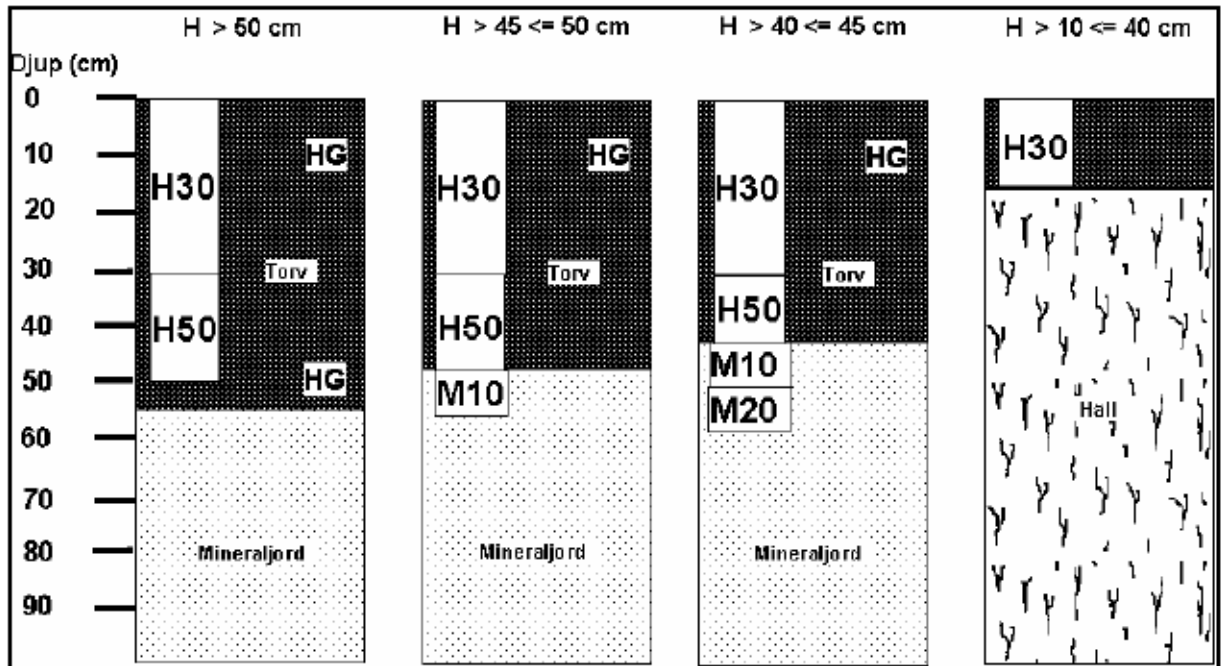 H > 50 cm H > 45 <= 50 cm H > 40 <= 45 cm H > 10 <= 40 cm
Djup (cm)
0
10 HG HG HG H30
H30 H30 H30
20
30 Torv Torv Torv
H50 H50 H50
40
M10
50 HG M10 M20 Hall
60
70
80 Mineraljord Mineraljord Mineraljord
90